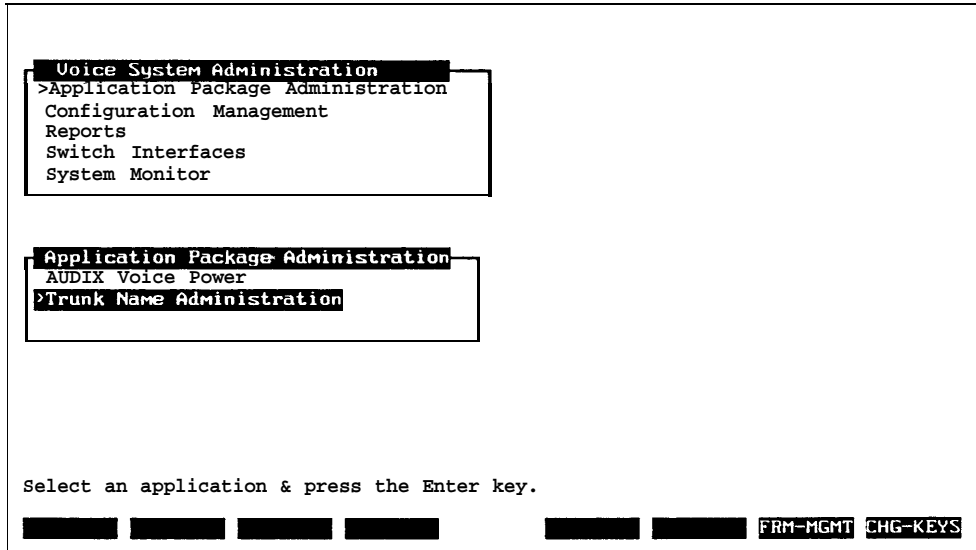 Voice System Administration
>Application Package Administration
Configuration Management
Reports
Switch Interfaces
System Monitor
Application Package Administration
AUDIX Voice Power
>Trunk Name Administration
Select an application & press the Enter key.
FRM-MGMT CHG-KEYS